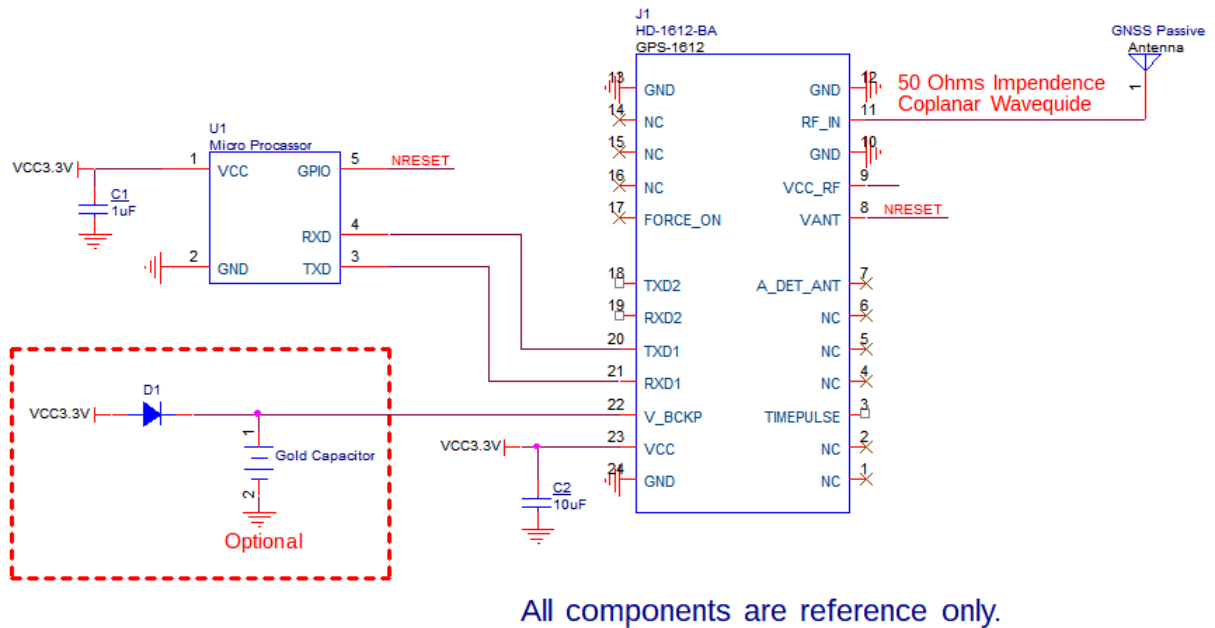 J1
HD-1612-BA
GPS-1612
GNSS Passive
Antenna
1
50 Ohms Impendence
Coplanar Wavequide
13 GND GND 12
14 NC RF_IN 11
15 NC GND 10
16 NC VCC_RF 9
17 FORCE_ON VANT 8 NRESET
18 TXD2 A_DET_ANT 7
19 RXD2 NC 6
20 TXD1 NC 5
21 RXD1 NC 4
22 V_BCKP TIMEPULSE 3
23 VCC NC 2
24 GND NC 1
U1
Micro Procassor
VCC3.3V 1 VCC GPIO 5 NRESET
C1
1uF
RXD 4
2 GND TXD 3
D1
VCC3.3V
1
Gold Capacitor
2
Optional
VCC3.3V
C2
10uF
All components are reference only.